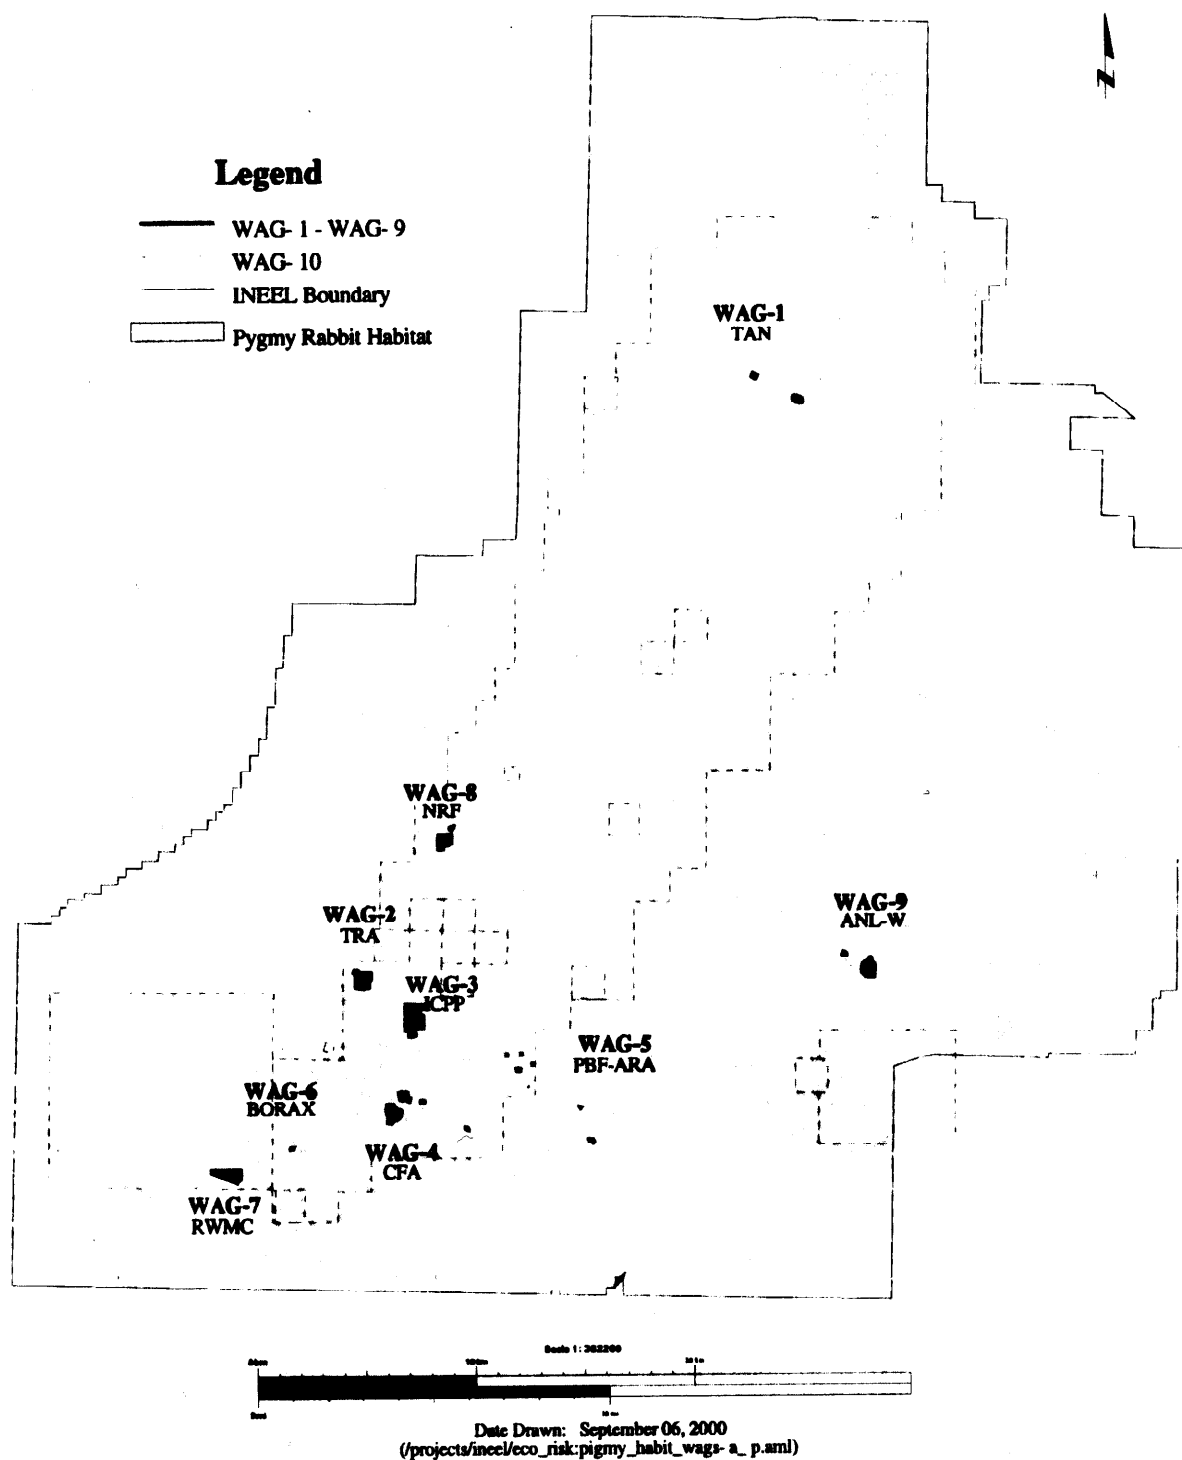 N
Legend
WAG- 1 - WAG- 9
WAG- 10
INEEL Boundary
Pygmy Rabbit Habitat
WAG-1
TAN
WAG-8
NRF
WAG-2
TRA
WAG-9
ANL-W
WAG-3
ICPP
WAG-5
PBF-ARA
WAG-6
BORAX
WAG-4
CFA
WAG-7
RWMC
Date Drawn: September 06, 2000
(/projects/ineel/eco_risk:pigmy_habit_wags- a_ p.aml)